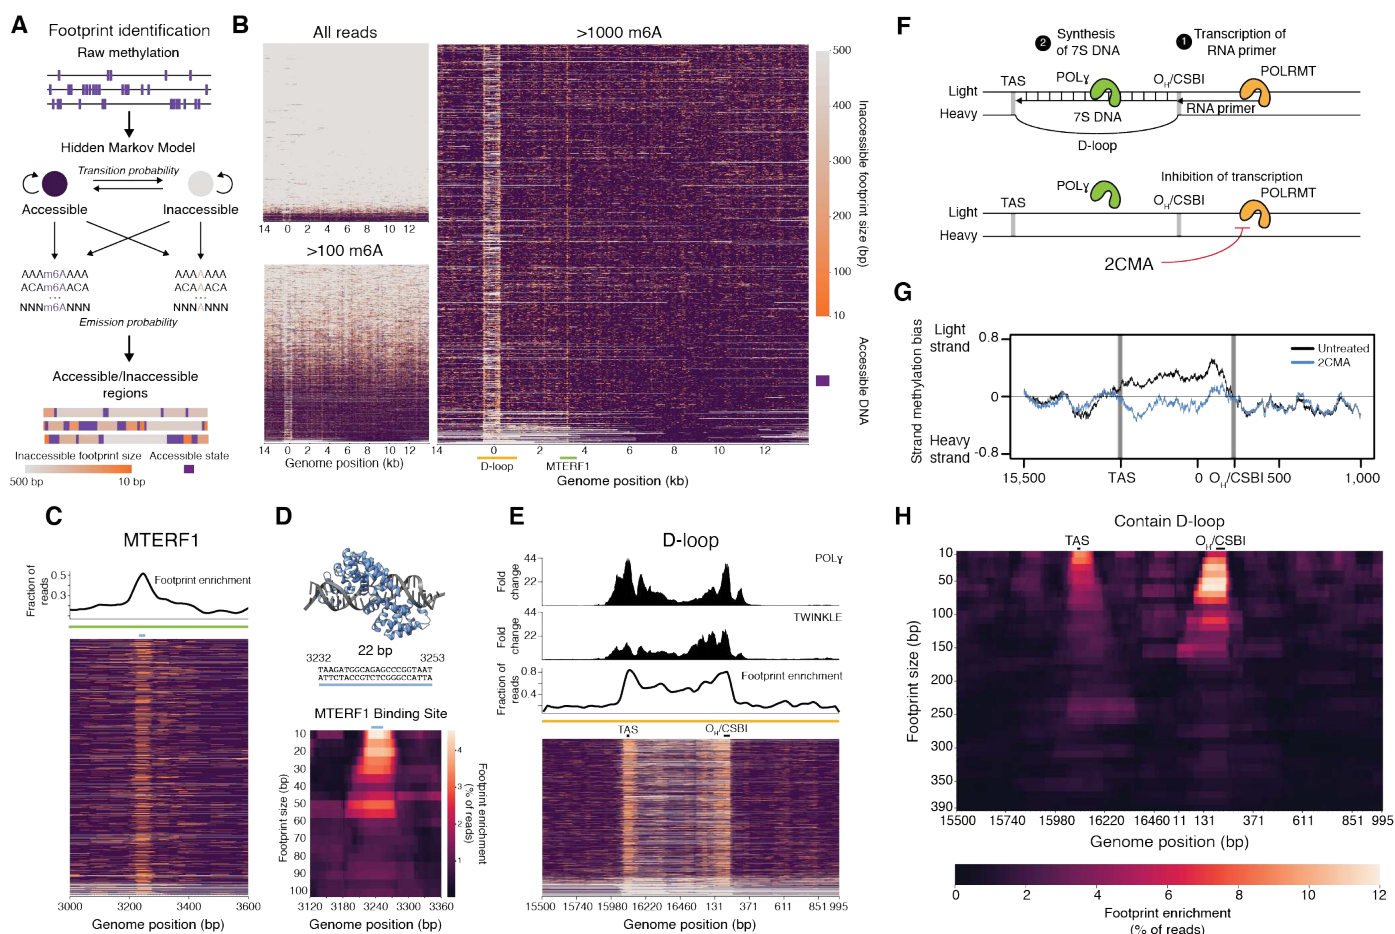 A
Footprint identification
Raw methylation
Hidden Markov Model
Transition probability
Accessible
Inaccessible
AAAm6AAAA
ACAm6AACA
...
NNNm6ANNN
AAAAAAA
ACAAACA
...
NNNANNN
Emission probability
Accessible/Inaccessible
regions
Inaccessible footprint size
Accessible state
500 bp
10 bp
B
All reads
14 0 2 4 6 8 10 12
>100 m6A
14 0 2 4 6 8 10 12
Genome position (kb)
>1000 m6A
14 0 2 4 6 8 10 12
D-loop
MTERF1
Genome position (kb)
500
400
300
200
100
10
Inaccessible footprint size (bp)
Accessible DNA
C
MTERF1
Fraction of
reads
0.5
0.3
Footprint enrichment
3000 3200 3400 3600
Genome position (bp)
D
22 bp
3232
3253
TAAGATGGCAGAGCCCGGTAAT
ATTCTACCGTCTCGGGCCATTA
MTERF1 Binding Site
10
20
30
40
50
60
70
80
90
100
Footprint size (bp)
3120 3180 3240 3300 3360
Genome position (bp)
4
3
2
1
Footprint enrichment
(% of reads)
E
D-loop
Fold
change
44
22
POLɣ
Fold
change
44
22
TWINKLE
Fraction of
reads
0.8
0.4
Footprint enrichment
TAS
OH/CSBI
15500 15740 15980 16220 16460 131 371 611 851 995
Genome position (bp)
F
2 Synthesis
of 7S DNA
1 Transcription of
RNA primer
TAS
POLɣ
OH/CSBI
POLRMT
Light
Heavy
7S DNA
RNA primer
D-loop
Inhibition of transcription
TAS
POLɣ
OH/CSBI
POLRMT
Light
Heavy
2CMA
G
Strand methylation bias
Light
strand
Heavy
strand
0.8
0
-0.8
Untreated
2CMA
15,500 TAS 0 OH/CSBI 500 1,000
H
Contain D-loop
TAS
OH/CSBI
10
50
100
150
200
250
300
350
390
Footprint size (bp)
15500 15740 15980 16220 16460 11 131 371 611 851 995
Genome position (bp)
0 2 4 6 8 10 12
Footprint enrichment
(% of reads)